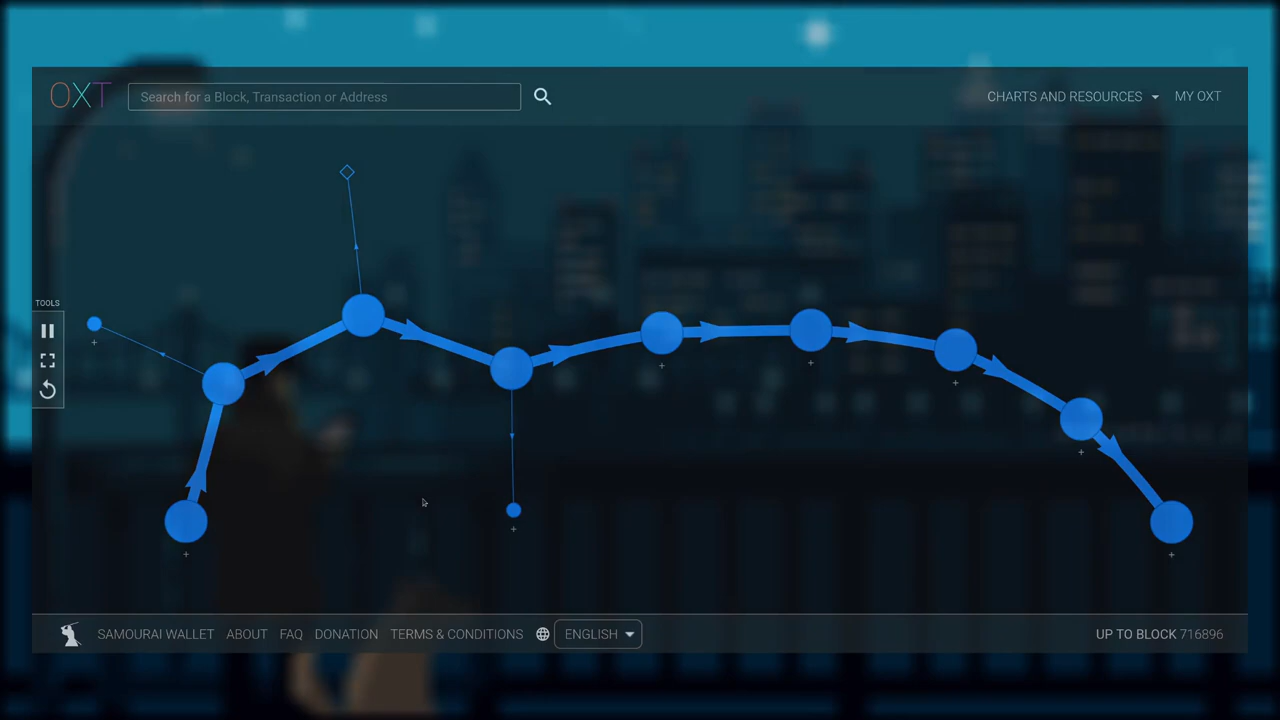 OXT
Search for a Block, Transaction or Address
CHARTS AND RESOURCES
MY OXT
TOOLS
+
+
+
+
+
+
+
+
SAMOURAI WALLET
ABOUT
FAQ
DONATION
TERMS & CONDITIONS
ENGLISH
UP TO BLOCK 716896